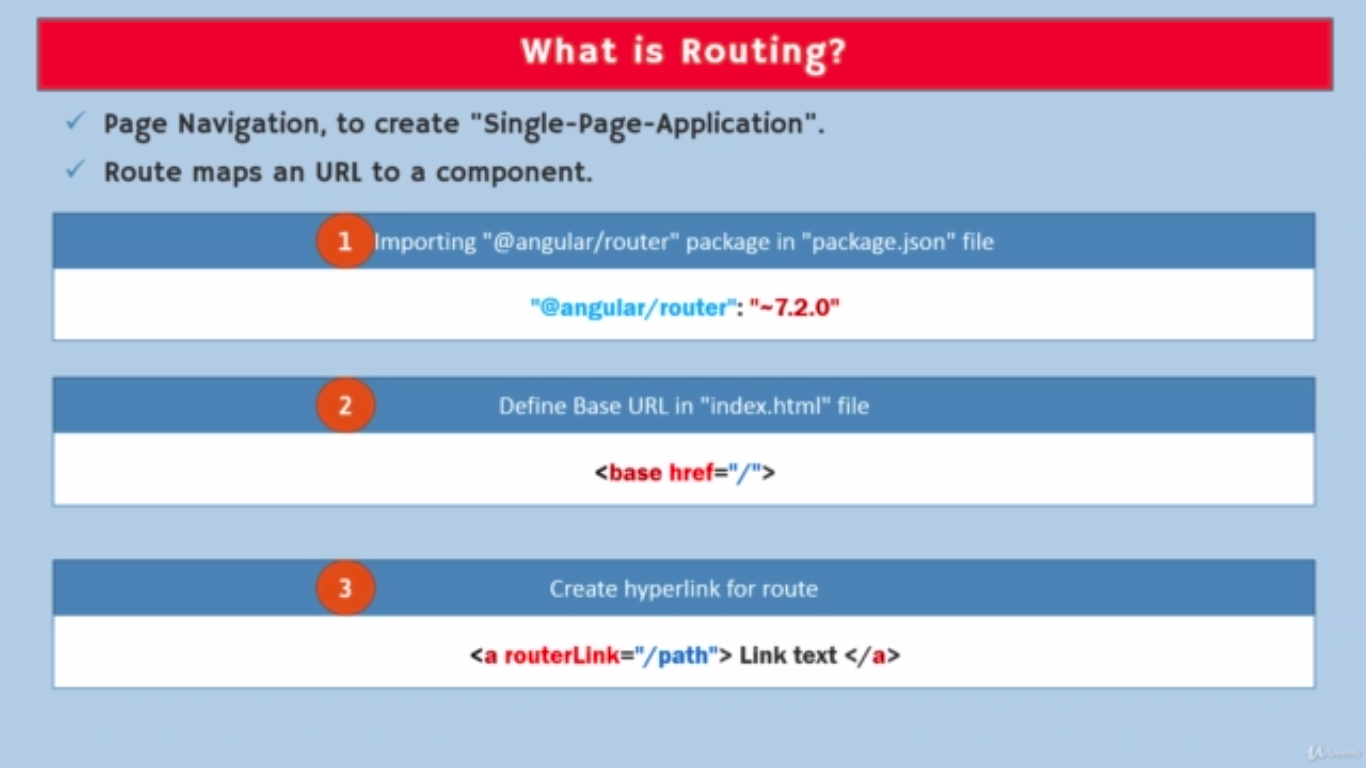 What is Routing?
✓ Page Navigation, to create "Single-Page-Application".
✓ Route maps an URL to a component.
1 Importing "@angular/router" package in "package.json" file
"@angular/router": "~7.2.0"
2 Define Base URL in "index.html" file
<base href="/">
3 Create hyperlink for route
<a routerLink="/path"> Link text </a>